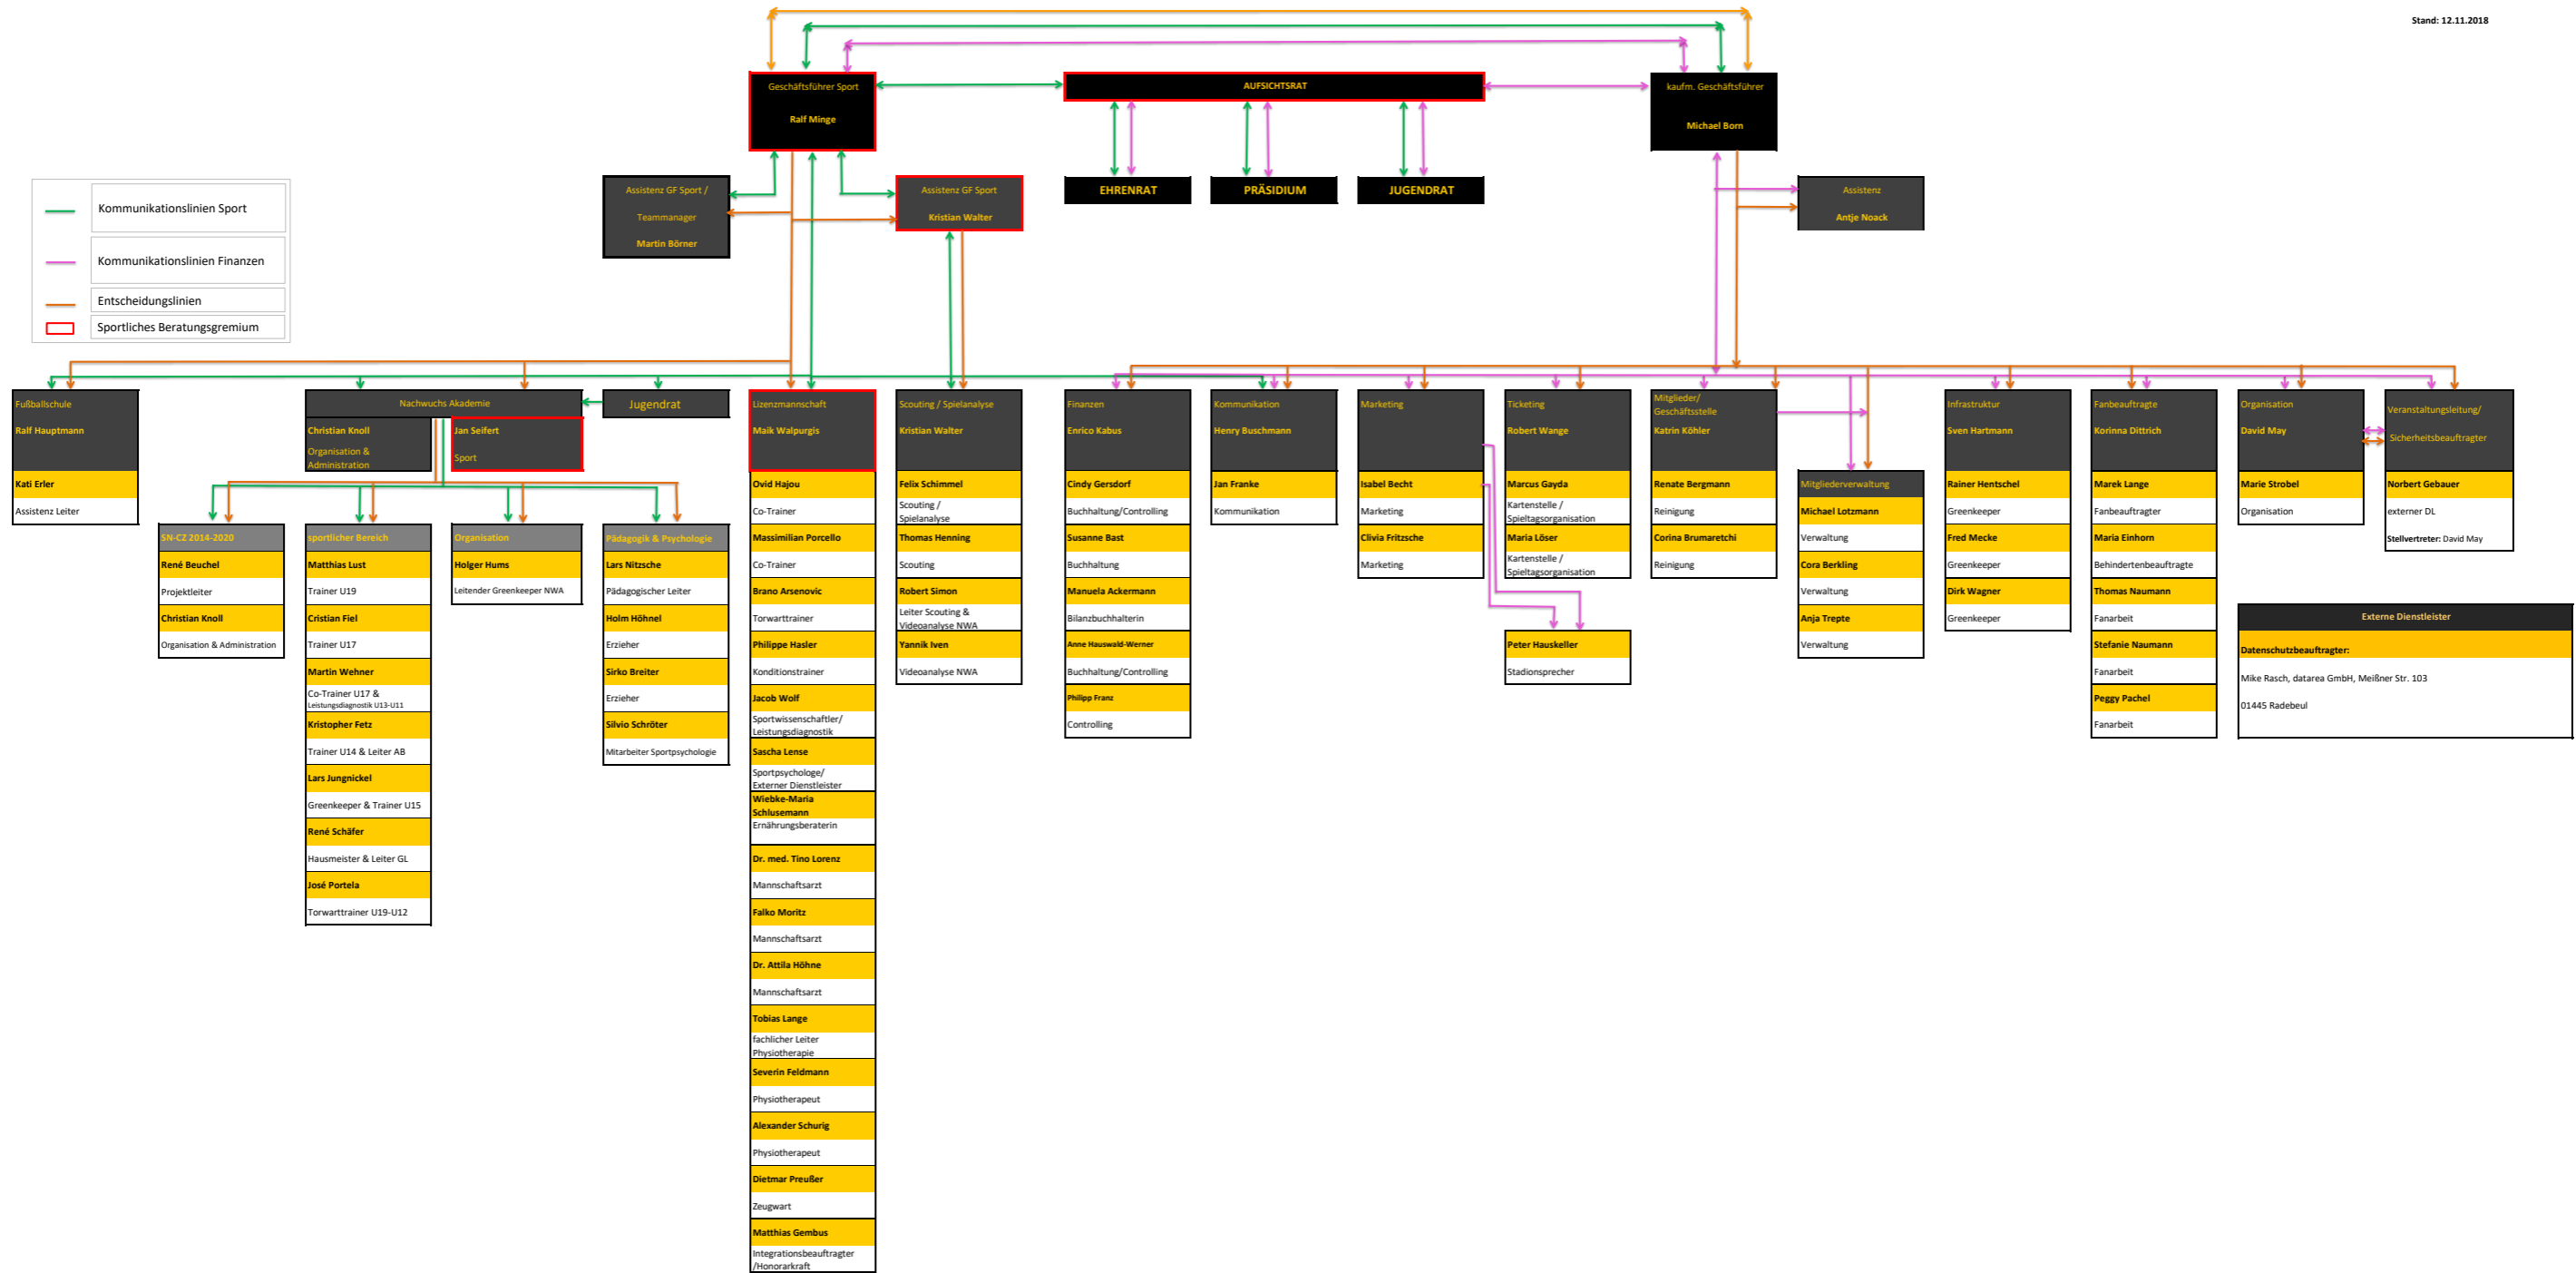 Stand: 12.11.2018
Geschäftsführer Sport
Ralf Minge
AUFSICHTSRAT
kaufm. Geschäftsführer
Michael Born
Assistenz GF Sport /
Teammanager
Martin Börner
Assistenz GF Sport
Kristian Walter
EHRENRAT
PRÄSIDIUM
JUGENDRAT
Assistenz
Antje Noack
Kommunikationslinien Sport
Kommunikationslinien Finanzen
Entscheidungslinien
Sportliches Beratungsgremium
Fußballschule
Ralf Hauptmann
Kati Erler
Assistenz Leiter
Nachwuchs Akademie
Christian Knoll
Organisation &
Administration
Jan Seifert
Sport
Jugendrat
SN-CZ 2014-2020
René Beuchel
Projektleiter
Christian Knoll
Organisation & Administration
sportlicher Bereich
Matthias Lust
Trainer U19
Cristian Fiel
Trainer U17
Martin Wehner
Co-Trainer U17 &
Leistungsdiagnostik U13-U11
Kristopher Fetz
Trainer U14 & Leiter AB
Lars Jungnickel
Greenkeeper & Trainer U15
René Schäfer
Hausmeister & Leiter GL
José Portela
Torwarttrainer U19-U12
Organisation
Holger Hums
Leitender Greenkeeper NWA
Pädagogik & Psychologie
Lars Nitzsche
Pädagogischer Leiter
Holm Höhnel
Erzieher
Sirko Breiter
Erzieher
Silvio Schröter
Mitarbeiter Sportpsychologie
Lizenzmannschaft
Maik Walpurgis
Ovid Hajou
Co-Trainer
Massimilian Porcello
Co-Trainer
Brano Arsenovic
Torwarttrainer
Philippe Hasler
Konditionstrainer
Jacob Wolf
Sportwissenschaftler/
Leistungsdiagnostik
Sascha Lense
Sportpsychologe/
Externer Dienstleister
Wiebke-Maria
Schlusemann
Ernährungsberaterin
Dr. med. Tino Lorenz
Mannschaftsarzt
Falko Moritz
Mannschaftsarzt
Dr. Attila Höhne
Mannschaftsarzt
Tobias Lange
fachlicher Leiter
Physiotherapie
Severin Feldmann
Physiotherapeut
Alexander Schurig
Physiotherapeut
Dietmar Preußer
Zeugwart
Matthias Gembus
Integrationsbeauftragter
/Honorarkraft
Scouting / Spielanalyse
Kristian Walter
Felix Schimmel
Scouting /
Spielanalyse
Thomas Henning
Scouting
Robert Simon
Leiter Scouting &
Videoanalyse NWA
Yannik Iven
Videoanalyse NWA
Finanzen
Enrico Kabus
Cindy Gersdorf
Buchhaltung/Controlling
Susanne Bast
Buchhaltung
Manuela Ackermann
Bilanzbuchhalterin
Anne Hauswald-Werner
Buchhaltung/Controlling
Philipp Franz
Controlling
Kommunikation
Henry Buschmann
Jan Franke
Kommunikation
Marketing
Isabel Becht
Marketing
Clivia Fritzsche
Marketing
Ticketing
Robert Wange
Marcus Gayda
Kartenstelle /
Spieltagsorganisation
Maria Löser
Kartenstelle /
Spieltagsorganisation
Peter Hauskeller
Stadionsprecher
Mitglieder/
Geschäftsstelle
Katrin Köhler
Renate Bergmann
Reinigung
Corina Brumaretchi
Reinigung
Mitgliederverwaltung
Michael Lotzmann
Verwaltung
Cora Berkling
Verwaltung
Anja Trepte
Verwaltung
Infrastruktur
Sven Hartmann
Rainer Hentschel
Greenkeeper
Fred Mecke
Greenkeeper
Dirk Wagner
Greenkeeper
Fanbeauftragte
Korinna Dittrich
Marek Lange
Fanbeauftragter
Maria Einhorn
Behindertenbeauftragte
Thomas Naumann
Fanarbeit
Stefanie Naumann
Fanarbeit
Peggy Pachel
Fanarbeit
Organisation
David May
Marie Strobel
Organisation
Veranstaltungsleitung/
Sicherheitsbeauftragter
Norbert Gebauer
externer DL
Stellvertreter: David May
Externe Dienstleister
Datenschutzbeauftragter:
Mike Rasch, datarea GmbH, Meißner Str. 103
01445 Radebeul